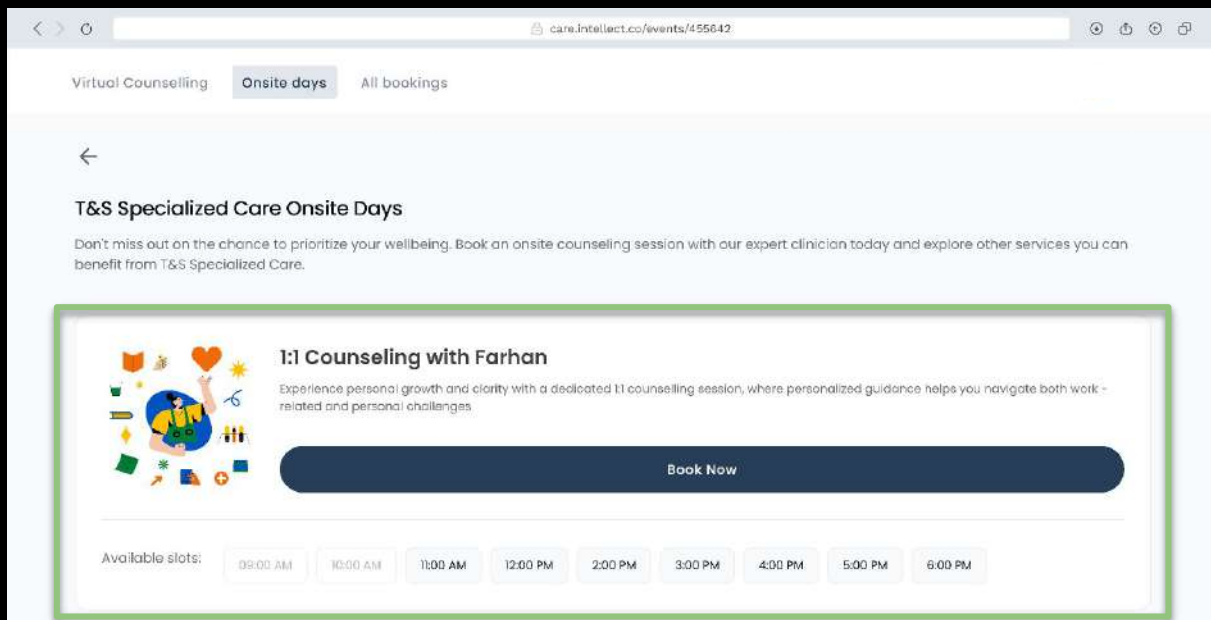 care.intellect.co/events/455642
Virtual Counselling Onsite days All bookings
T&S Specialized Care Onsite Days
Don't miss out on the chance to prioritize your wellbeing. Book an onsite counseling session with our expert clinician today and explore other services you can
benefit from T&S Specialized Care.
1:1 Counseling with Farhan
Experience personal growth and clarity with a dedicated 1:1 counselling session, where personalized guidance helps you navigate both work -
related and personal challenges
Book Now
Available slots: 09:00 AM 10:00 AM 11:00 AM 12:00 PM 2:00 PM 3:00 PM 4:00 PM 5:00 PM 6:00 PM